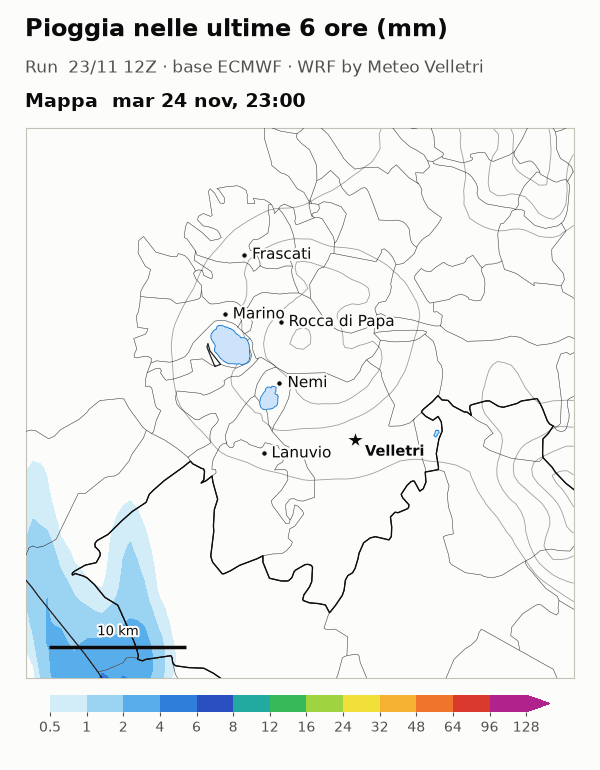 Pioggia nelle ultime 6 ore (mm)
Run  23/11 12Z · base ECMWF · WRF by Meteo Velletri
Mappa  mar 24 nov, 23:00
Frascati
Marino
Rocca di Papa
Nemi
Velletri
Lanuvio
10 km
0.5 1 2 4 6 8 12 16 24 32 48 64 96 128